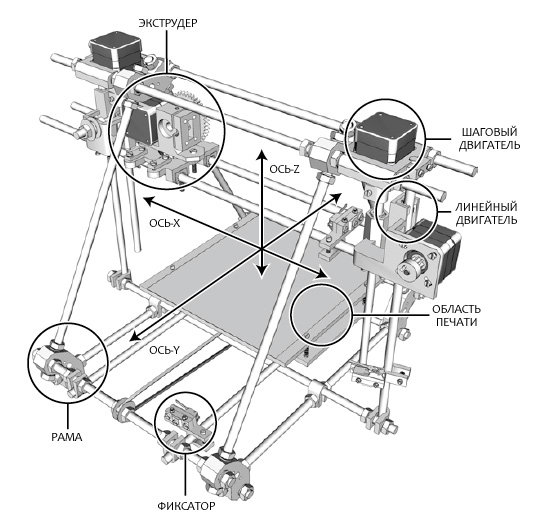 ЭКСТРУДЕР
ШАГОВЫЙ
ДВИГАТЕЛЬ
ОСЬ-Z
ОСЬ-X
ЛИНЕЙНЫЙ
ДВИГАТЕЛЬ
ОБЛАСТЬ
ПЕЧАТИ
ОСЬ-Y
РАМА
ФИКСАТОР